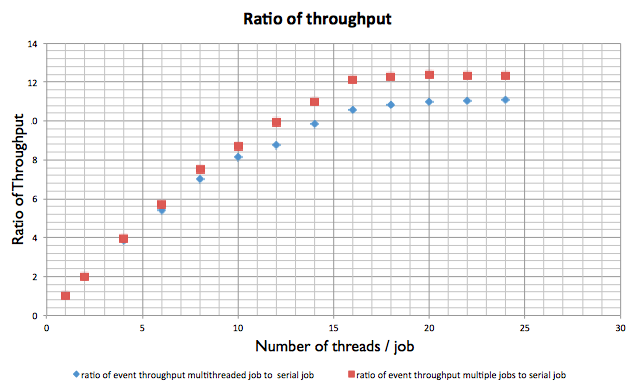 Ratio of throughput
14
12
.0
8
6
4
2
0
Ratio of Throughput
0 5 10 15 20 25 30
Number of threads / job
ratio of event throughput multithreaded job to serial job
ratio of event throughput multiple jobs to serial job